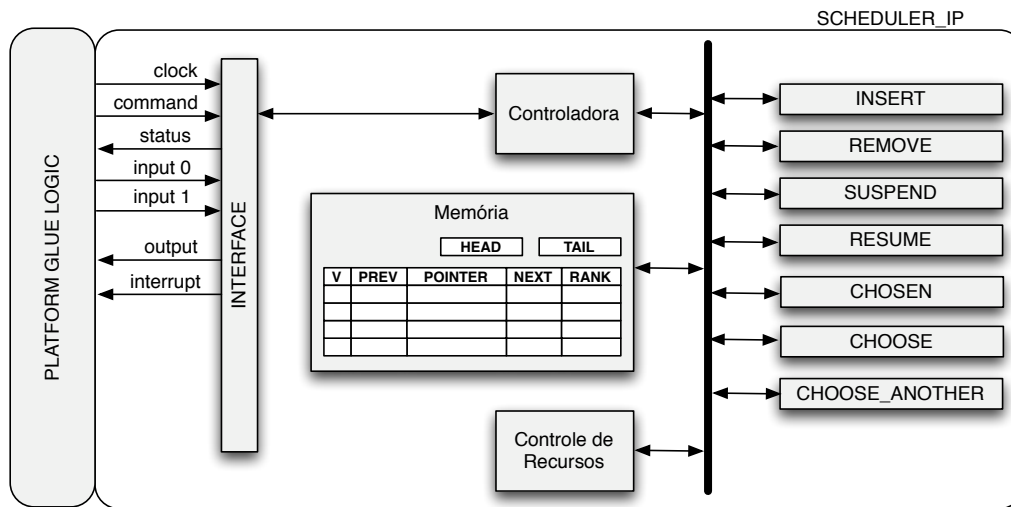 SCHEDULER_IP
PLATFORM GLUE LOGIC
clock
command
status
input 0
input 1
output
interrupt
INTERFACE
Controladora
Memória
HEAD TAIL
V PREV POINTER NEXT RANK
Controle de
Recursos
INSERT
REMOVE
SUSPEND
RESUME
CHOSEN
CHOOSE
CHOOSE_ANOTHER